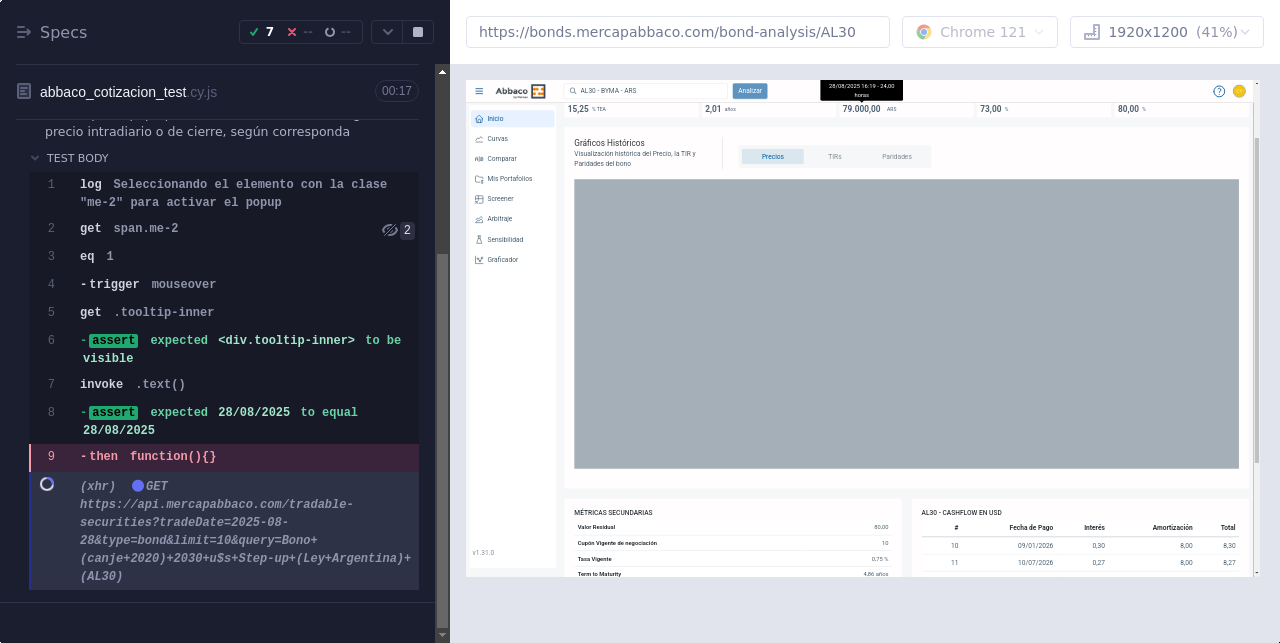 Specs
7
--
--
https://bonds.mercapabbaco.com/bond-analysis/AL30
Chrome 121
1920x1200 (41%)
abbaco_cotizacion_test.cy.js
00:17
precio intradiario o de cierre, según corresponda
TEST BODY
1 log Seleccionando el elemento con la clase
"me-2" para activar el popup
2 get span.me-2 2
3 eq 1
4 -trigger mouseover
5 get .tooltip-inner
6 -assert expected <div.tooltip-inner> to be
visible
7 invoke .text()
8 -assert expected 28/08/2025 to equal
28/08/2025
9 -then function(){}
(xhr) GET
https://api.mercapabbaco.com/tradable-
securities?tradeDate=2025-08-
28&type=bond&limit=10&query=Bono+
(canje+2020)+2030+u$s+Step-up+(Ley+Argentina)+
(AL30)
Abbaco
AL30 - BYMA - ARS
Analizar
28/08/2025 16:19 - 24,00
horas
Inicio
Curvas
Comparar
Mis Portafolios
Screener
Arbitraje
Sensibilidad
Graficador
v1.31.0
15,25 % TEA
2,01 años
79.000,00 ARS
73,00 %
80,00 %
Gráficos Históricos
Visualización histórica del Precio, la TIR y
Paridades del bono
Precios
TIRs
Paridades
MÉTRICAS SECUNDARIAS
Valor Residual 80,00
Cupón Vigente de negociación 10
Tasa Vigente 0,75 %
Term to Maturity 4,86 años
AL30 - CASHFLOW EN USD
# Fecha de Pago Interés Amortización Total
10 09/01/2026 0,30 8,00 8,30
11 10/07/2026 0,27 8,00 8,27